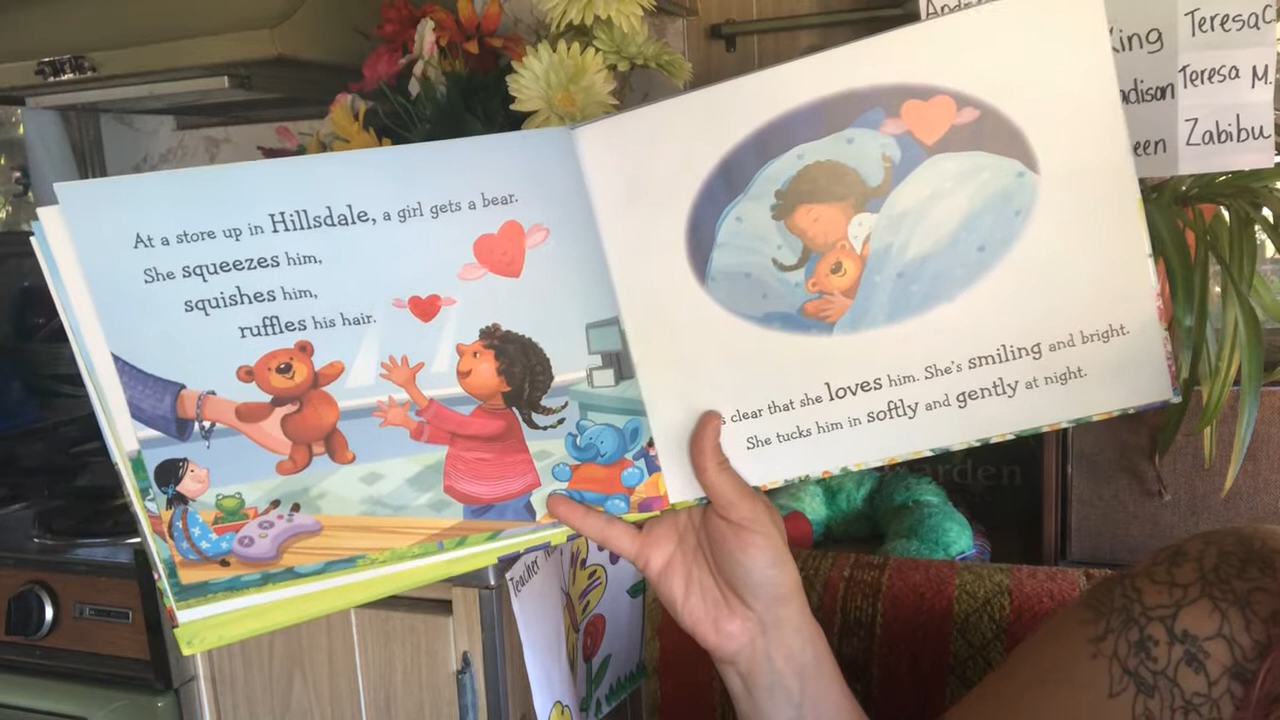 At a store up in Hillsdale, a girl gets a bear.
She squeezes him,
squishes him,
ruffles his hair.
s clear that she loves him. She's smiling and bright.
She tucks him in softly and gently at night.
King TeresaC
adison Teresa M.
een Zabibu
Teacher
arden